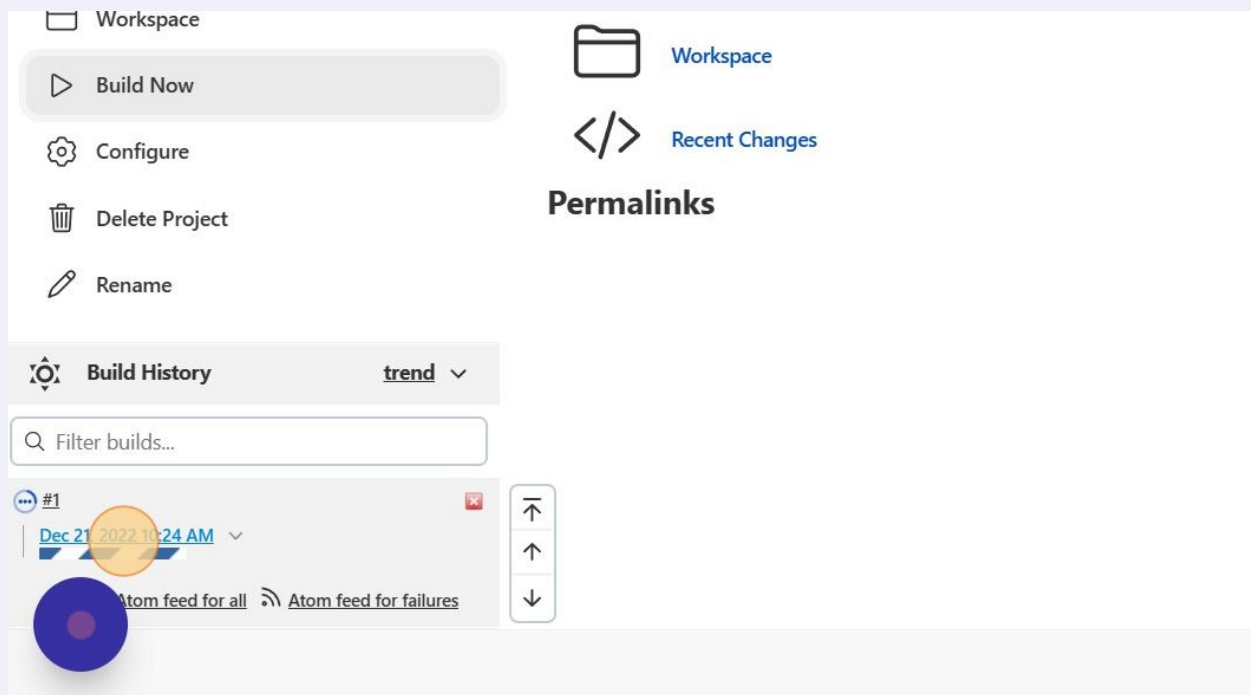 Workspace
Build Now
Configure
Delete Project
Rename
Build History trend
Filter builds...
#1
Dec 21, 2022 10:24 AM
Atom feed for all Atom feed for failures
Workspace
Recent Changes
Permalinks